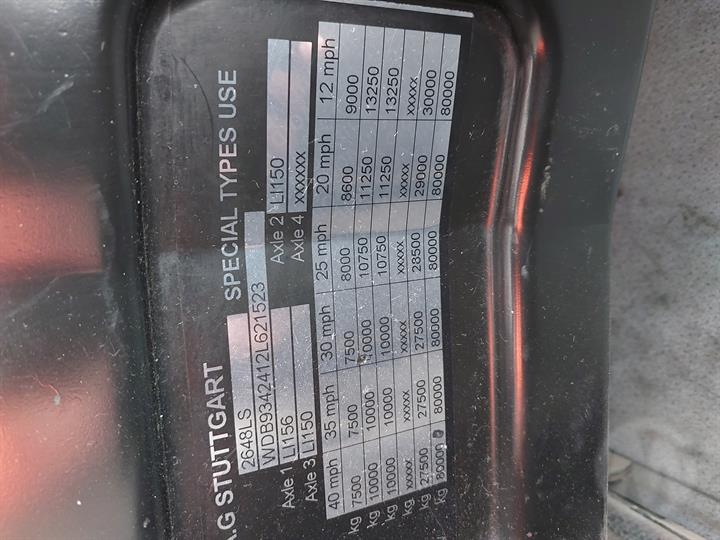 A.G STUTTGART SPECIAL TYPES USE
2648LS
WDB9342412L621523
Axle 1 LI156 Axle 2 LI150
Axle 3 LI150 Axle 4 xxxxxx
40 mph 35 mph 30 mph 25 mph 20 mph 12 mph
kg 7500 7500 7500 8000 8600 9000
kg 10000 10000 10000 10750 11250 13250
kg 10000 10000 10000 10750 11250 13250
kg xxxxx xxxxx xxxxx xxxxx xxxxx xxxxx
kg 27500 27500 27500 28500 29000 30000
kg 80000 80000 80000 80000 80000 80000